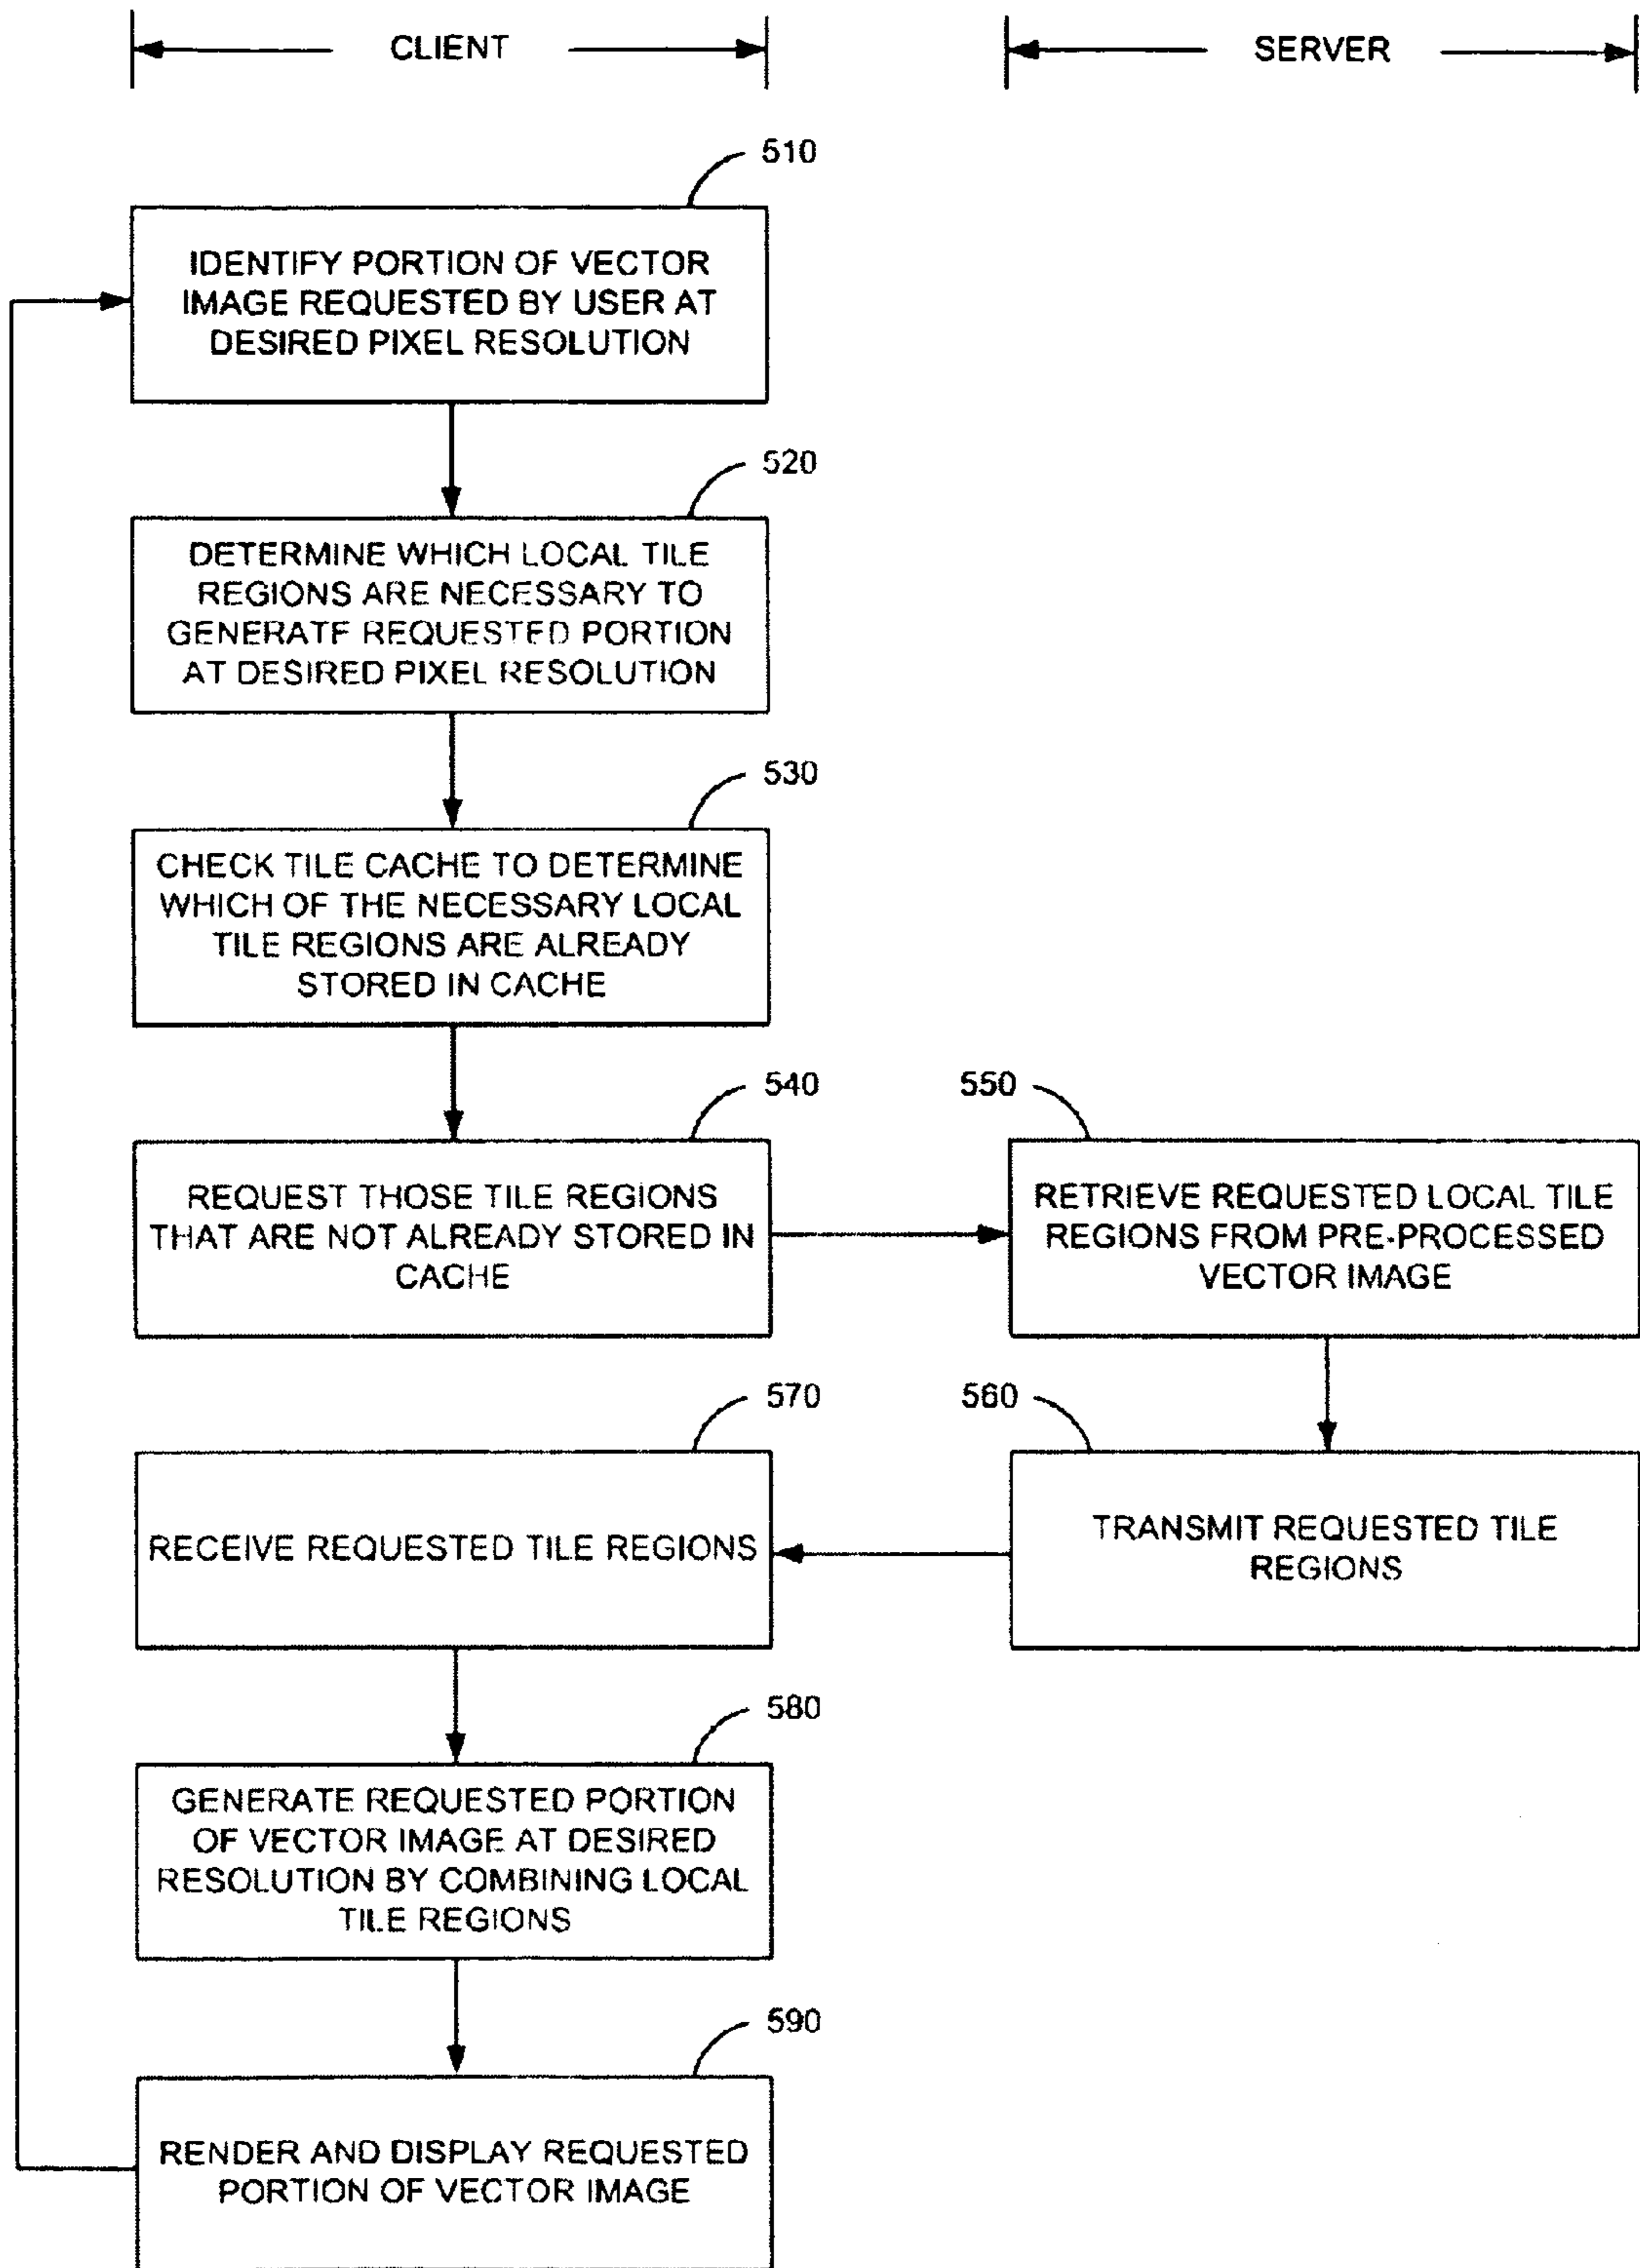 CLIENT
SERVER
510
IDENTIFY PORTION OF VECTOR
IMAGE REQUESTED BY USER AT
DESIRED PIXEL RESOLUTION
520
DETERMINE WHICH LOCAL TILE
REGIONS ARE NECESSARY TO
GENERATE REQUESTED PORTION
AT DESIRED PIXEL RESOLUTION
530
CHECK TILE CACHE TO DETERMINE
WHICH OF THE NECESSARY LOCAL
TILE REGIONS ARE ALREADY
STORED IN CACHE
540
REQUEST THOSE TILE REGIONS
THAT ARE NOT ALREADY STORED IN
CACHE
550
RETRIEVE REQUESTED LOCAL TILE
REGIONS FROM PRE-PROCESSED
VECTOR IMAGE
560
TRANSMIT REQUESTED TILE
REGIONS
570
RECEIVE REQUESTED TILE REGIONS
580
GENERATE REQUESTED PORTION
OF VECTOR IMAGE AT DESIRED
RESOLUTION BY COMBINING LOCAL
TILE REGIONS
590
RENDER AND DISPLAY REQUESTED
PORTION OF VECTOR IMAGE